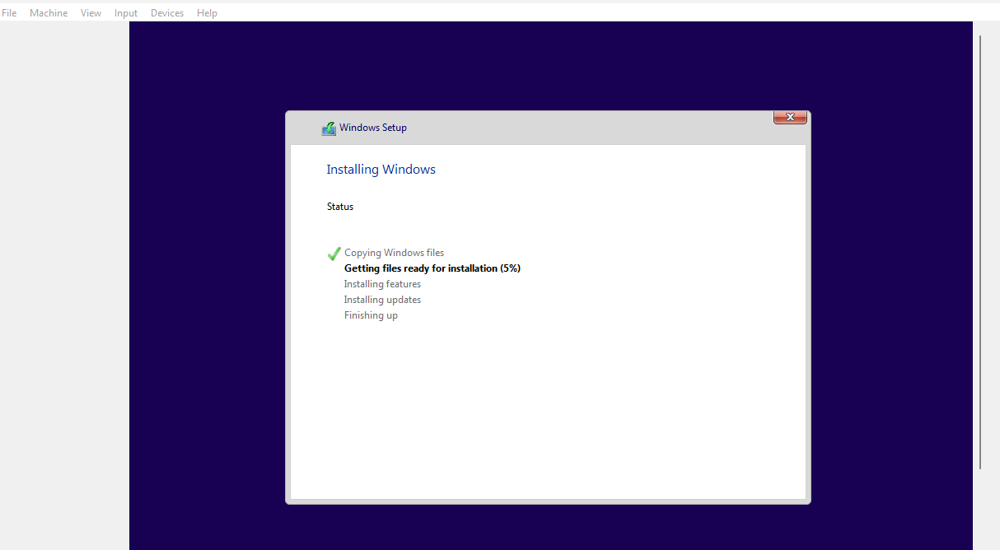 File Machine View Input Devices Help
Windows Setup
Installing Windows
Status
Copying Windows files
Getting files ready for installation (5%)
Installing features
Installing updates
Finishing up